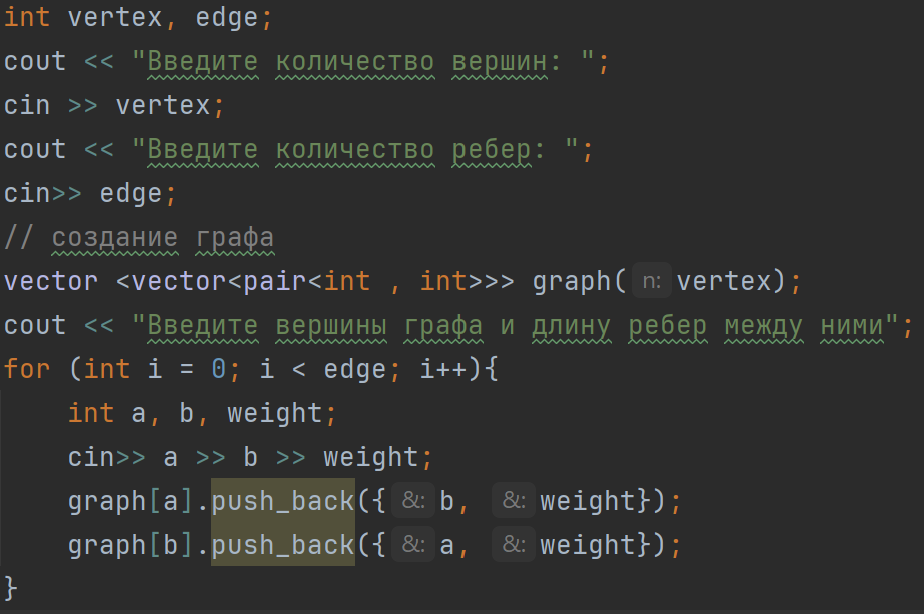 int vertex, edge;
cout << "Введите количество вершин: ";
cin >> vertex;
cout << "Введите количество ребер: ";
cin>> edge;
// создание графа
vector <vector<pair<int , int>>> graph( n: vertex);
cout << "Введите вершины графа и длину ребер между ними";
for (int i = 0; i < edge; i++){
    int a, b, weight;
    cin>> a >> b >> weight;
    graph[a].push_back({ &: b, &: weight});
    graph[b].push_back({ &: a, &: weight});
}